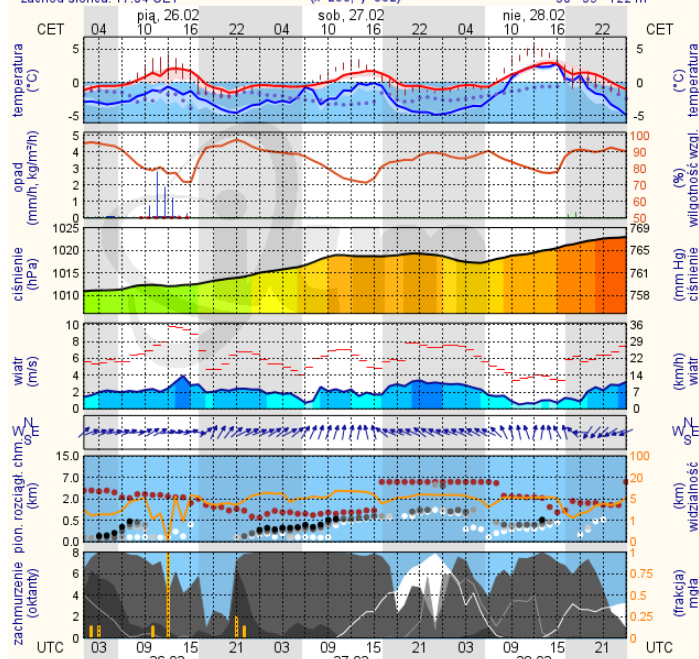 CET pią, 26.02 sob, 27.02 nie, 28.02 CET
04 10 16 22 04 10 16 22 04 10 16 22
temperatura (°C)
5
0
-5
5
0
-5
(°C) temperatura
opad (mm/h, kg/m²/h)
5
4
3
2
1
0
100
90
80
70
60
50
(%) wilgotność wzgl.
ciśnienie (hPa)
1025
1020
1015
1010
769
765
761
758
(mm Hg) ciśnienie
wiatr (m/s)
10
8
6
4
2
0
36
29
22
14
7
0
(km/h) wiatr
N
W E
S
N
W E
S
pion. rozciągł. chm. (km)
15.0
7.0
2.0
0.5
0.0
100
20
5
1
0
(km) widzialność
zachmurzenie (oktanty)
8
6
4
2
0
1
0.75
0.5
0.25
0
(frakcja) mgła
UTC 03 09 15 21 03 09 15 21 03 09 15 21 UTC